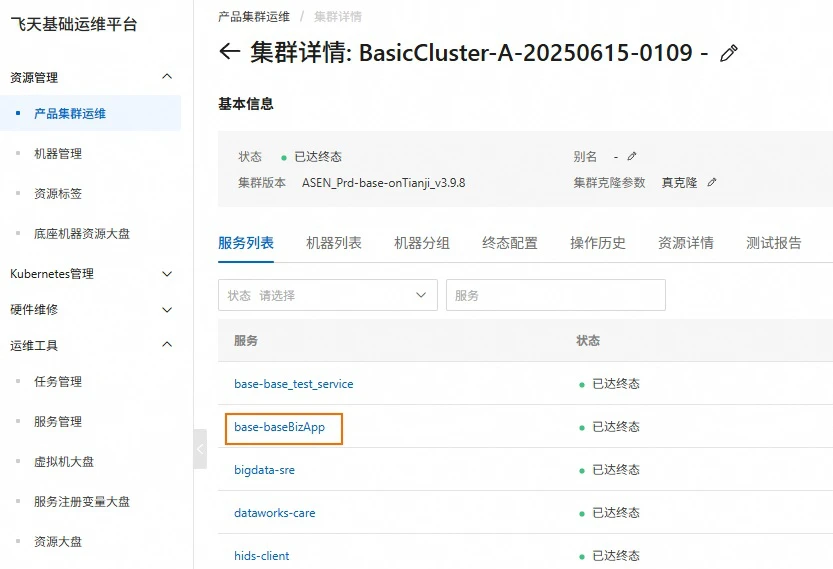 飞天基础运维平台
资源管理
产品集群运维
机器管理
资源标签
底座机器资源大盘
Kubernetes管理
硬件维修
运维工具
任务管理
服务管理
虚拟机大盘
服务注册变量大盘
资源大盘
产品集群运维 / 集群详情
集群详情: BasicCluster-A-20250615-0109 -
基本信息
状态 已达终态 别名 -
集群版本 ASEN_Prd-base-onTianji_v3.9.8 集群克隆参数 真克隆
服务列表 机器列表 机器分组 终态配置 操作历史 资源详情 测试报告
状态 请选择 服务
服务 状态
base-base_test_service 已达终态
base-baseBizApp 已达终态
bigdata-sre 已达终态
dataworks-care 已达终态
hids-client 已达终态